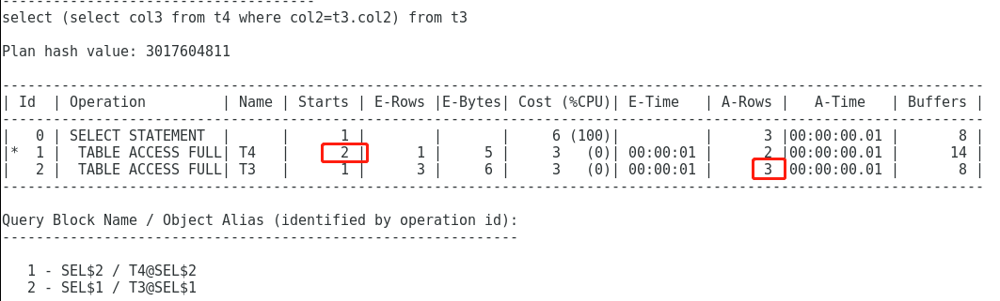 -------------------------------------
select (select col3 from t4 where col2=t3.col2) from t3
Plan hash value: 3017604811
--------------------------------------------------------------------------------------------------------------------
| Id  | Operation         | Name | Starts | E-Rows |E-Bytes| Cost (%CPU)| E-Time   | A-Rows |   A-Time   | Buffers |
--------------------------------------------------------------------------------------------------------------------
|   0 | SELECT STATEMENT  |      |      1 |        |       |     6 (100)|          |      3 |00:00:00.01 |       8 |
|*  1 |  TABLE ACCESS FULL| T4   |      2 |      1 |     5 |     3   (0)| 00:00:01 |      2 |00:00:00.01 |      14 |
|   2 |  TABLE ACCESS FULL| T3   |      1 |      3 |     6 |     3   (0)| 00:00:01 |      3 |00:00:00.01 |       8 |
--------------------------------------------------------------------------------------------------------------------
Query Block Name / Object Alias (identified by operation id):
-------------------------------------------------------------
   1 - SEL$2 / T4@SEL$2
   2 - SEL$1 / T3@SEL$1